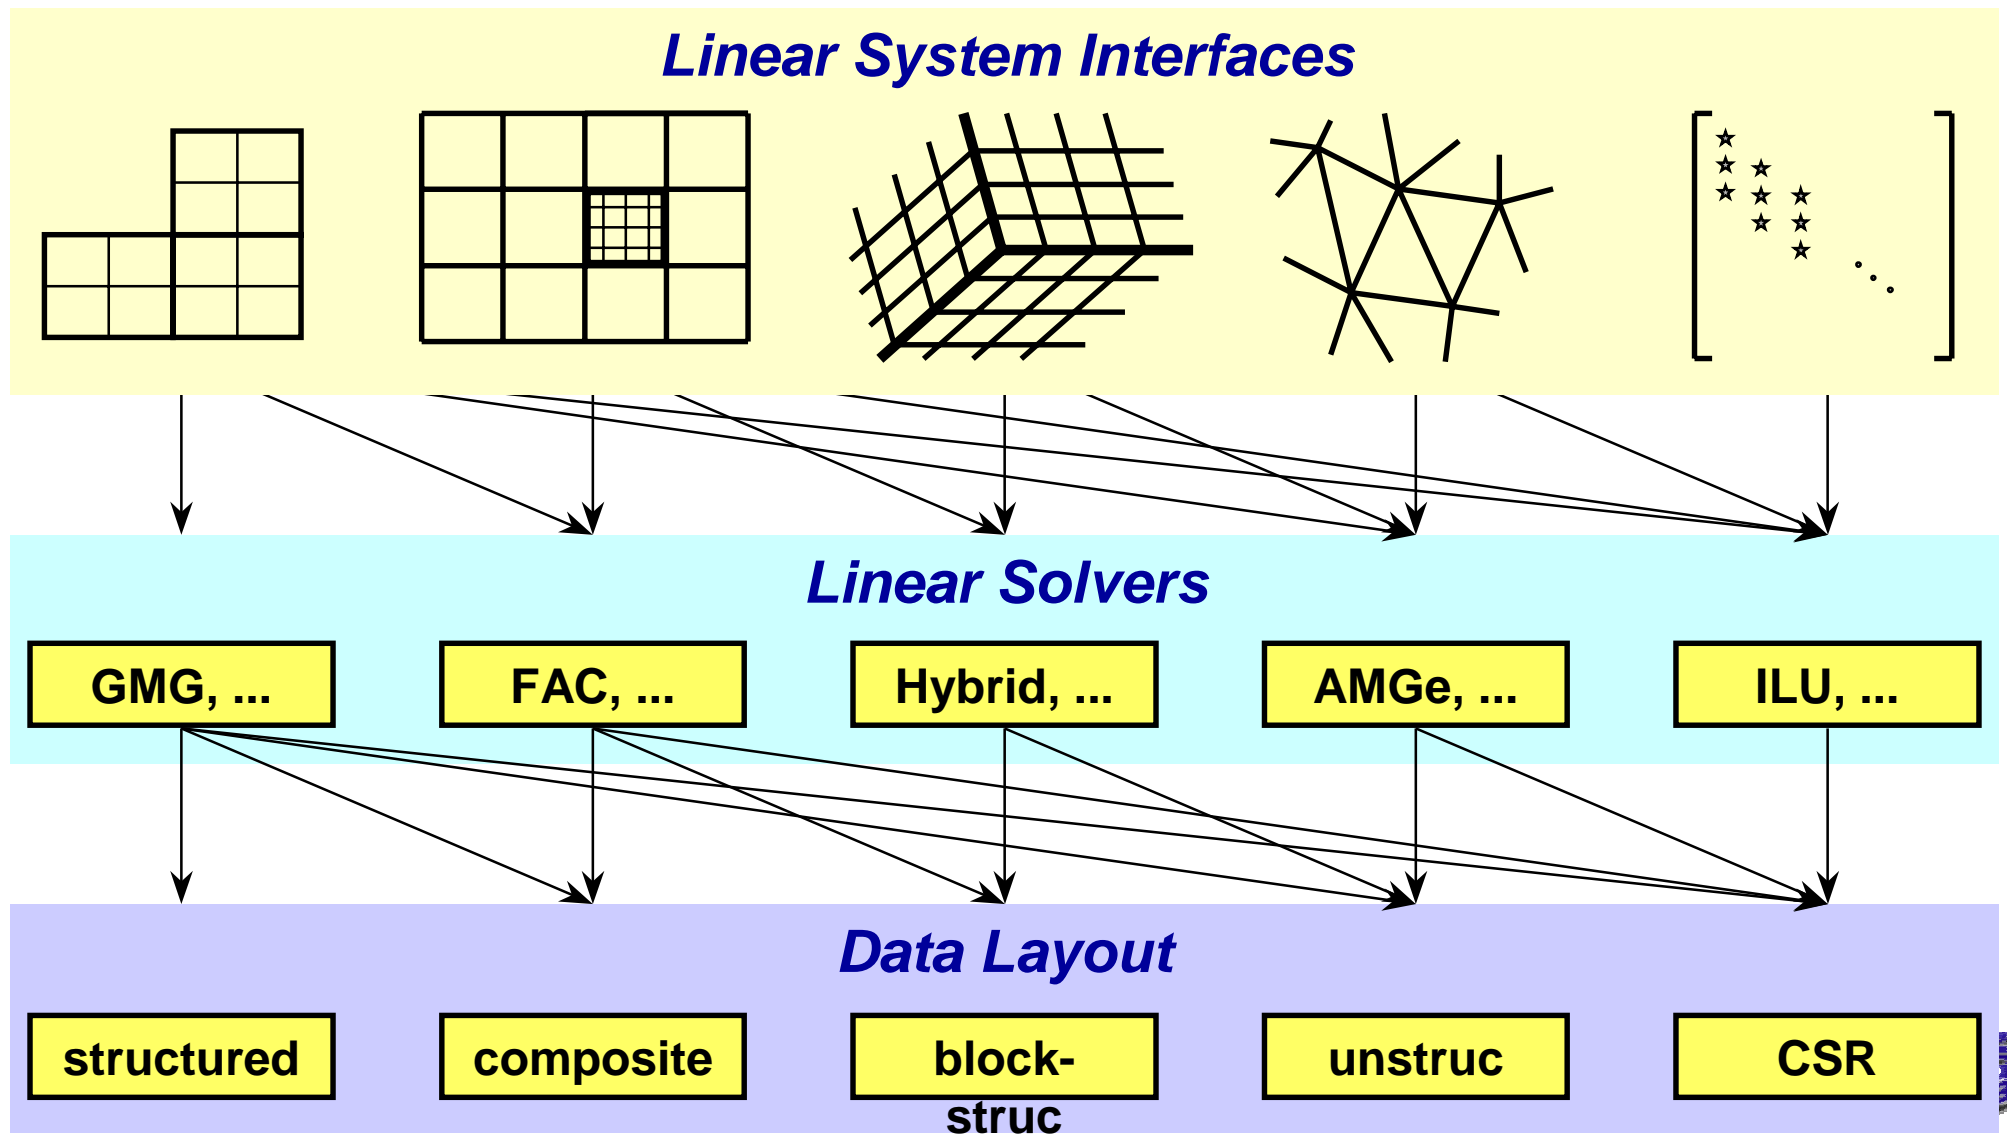 Linear System Interfaces
Linear Solvers
GMG, ...
FAC, ...
Hybrid, ...
AMGe, ...
ILU, ...
Data Layout
structured
composite
block-
struc
unstruc
CSR